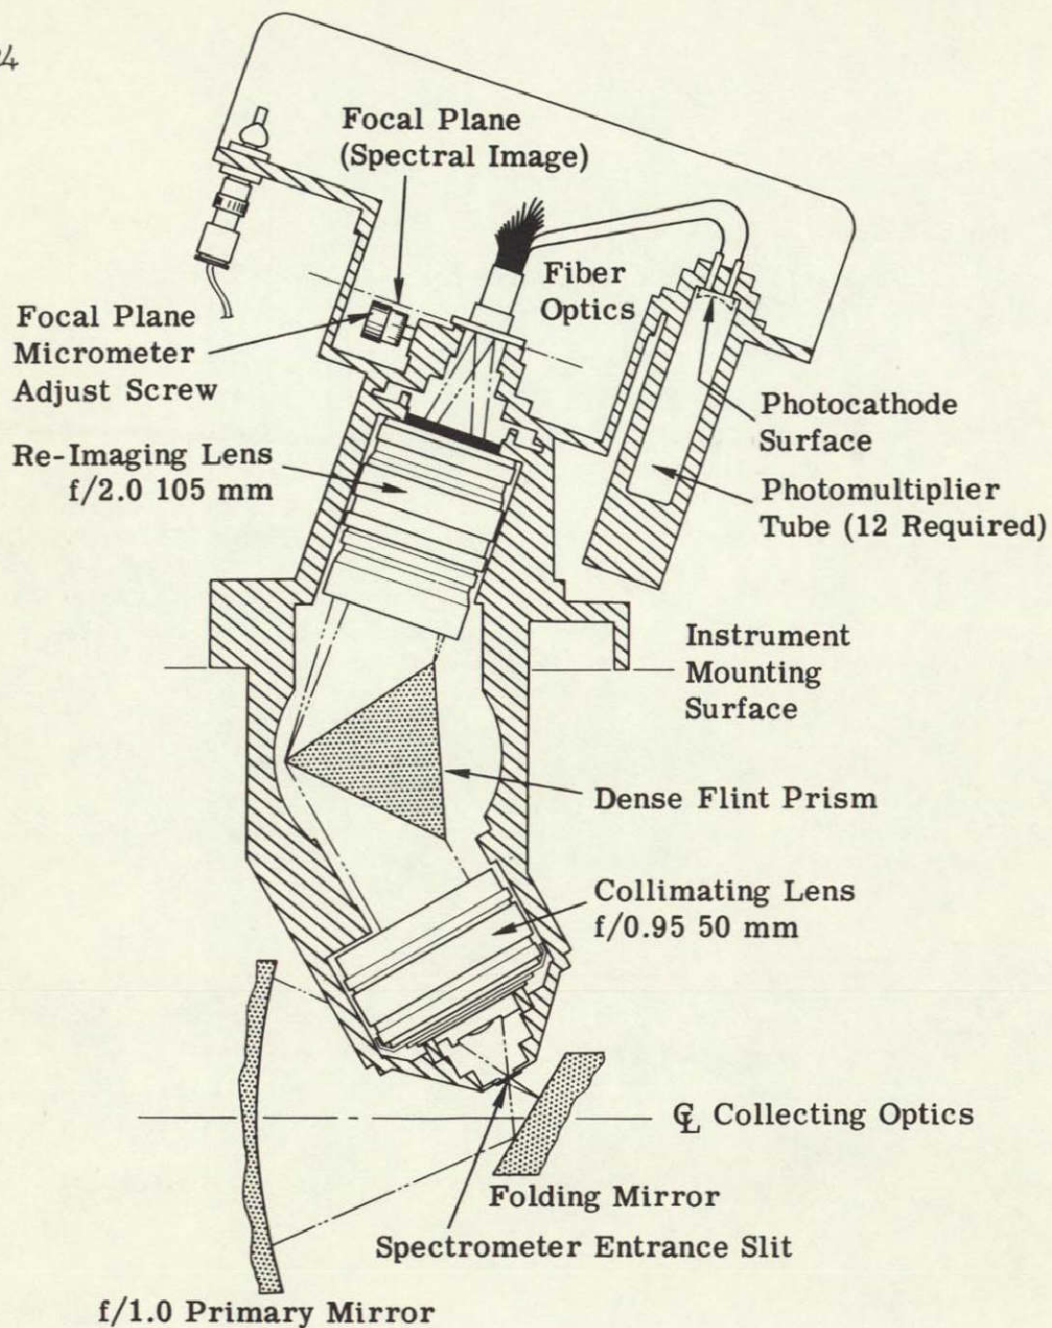 Focal Plane
(Spectral Image)
Fiber
Optics
Focal Plane
Micrometer
Adjust Screw
Photocathode
Surface
Re-Imaging Lens
f/2.0 105 mm
Photomultiplier
Tube (12 Required)
Instrument
Mounting
Surface
Dense Flint Prism
Collimating Lens
f/0.95 50 mm
℄ Collecting Optics
Folding Mirror
Spectrometer Entrance Slit
f/1.0 Primary Mirror